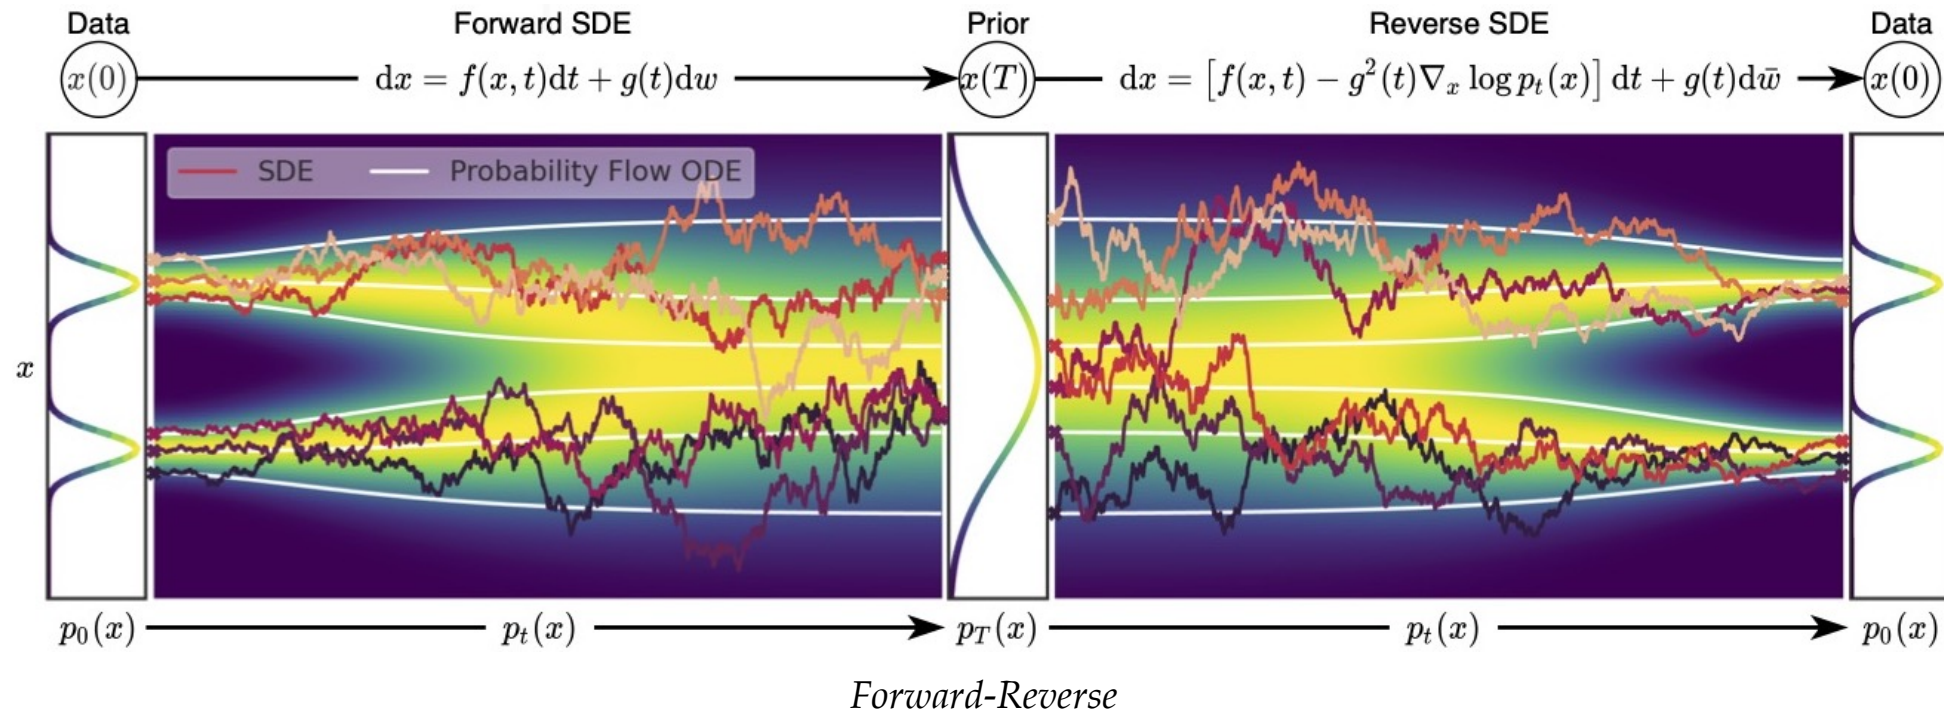 Data Forward SDE Prior Reverse SDE Data
x(0) dx = f(x, t)dt + g(t)dw x(T) dx = [f(x, t) − g²(t)∇ₓ log pₜ(x)] dt + g(t)dw̄ x(0)
SDE Probability Flow ODE
x
p₀(x) pₜ(x) p_T(x) pₜ(x) p₀(x)
Forward-Reverse